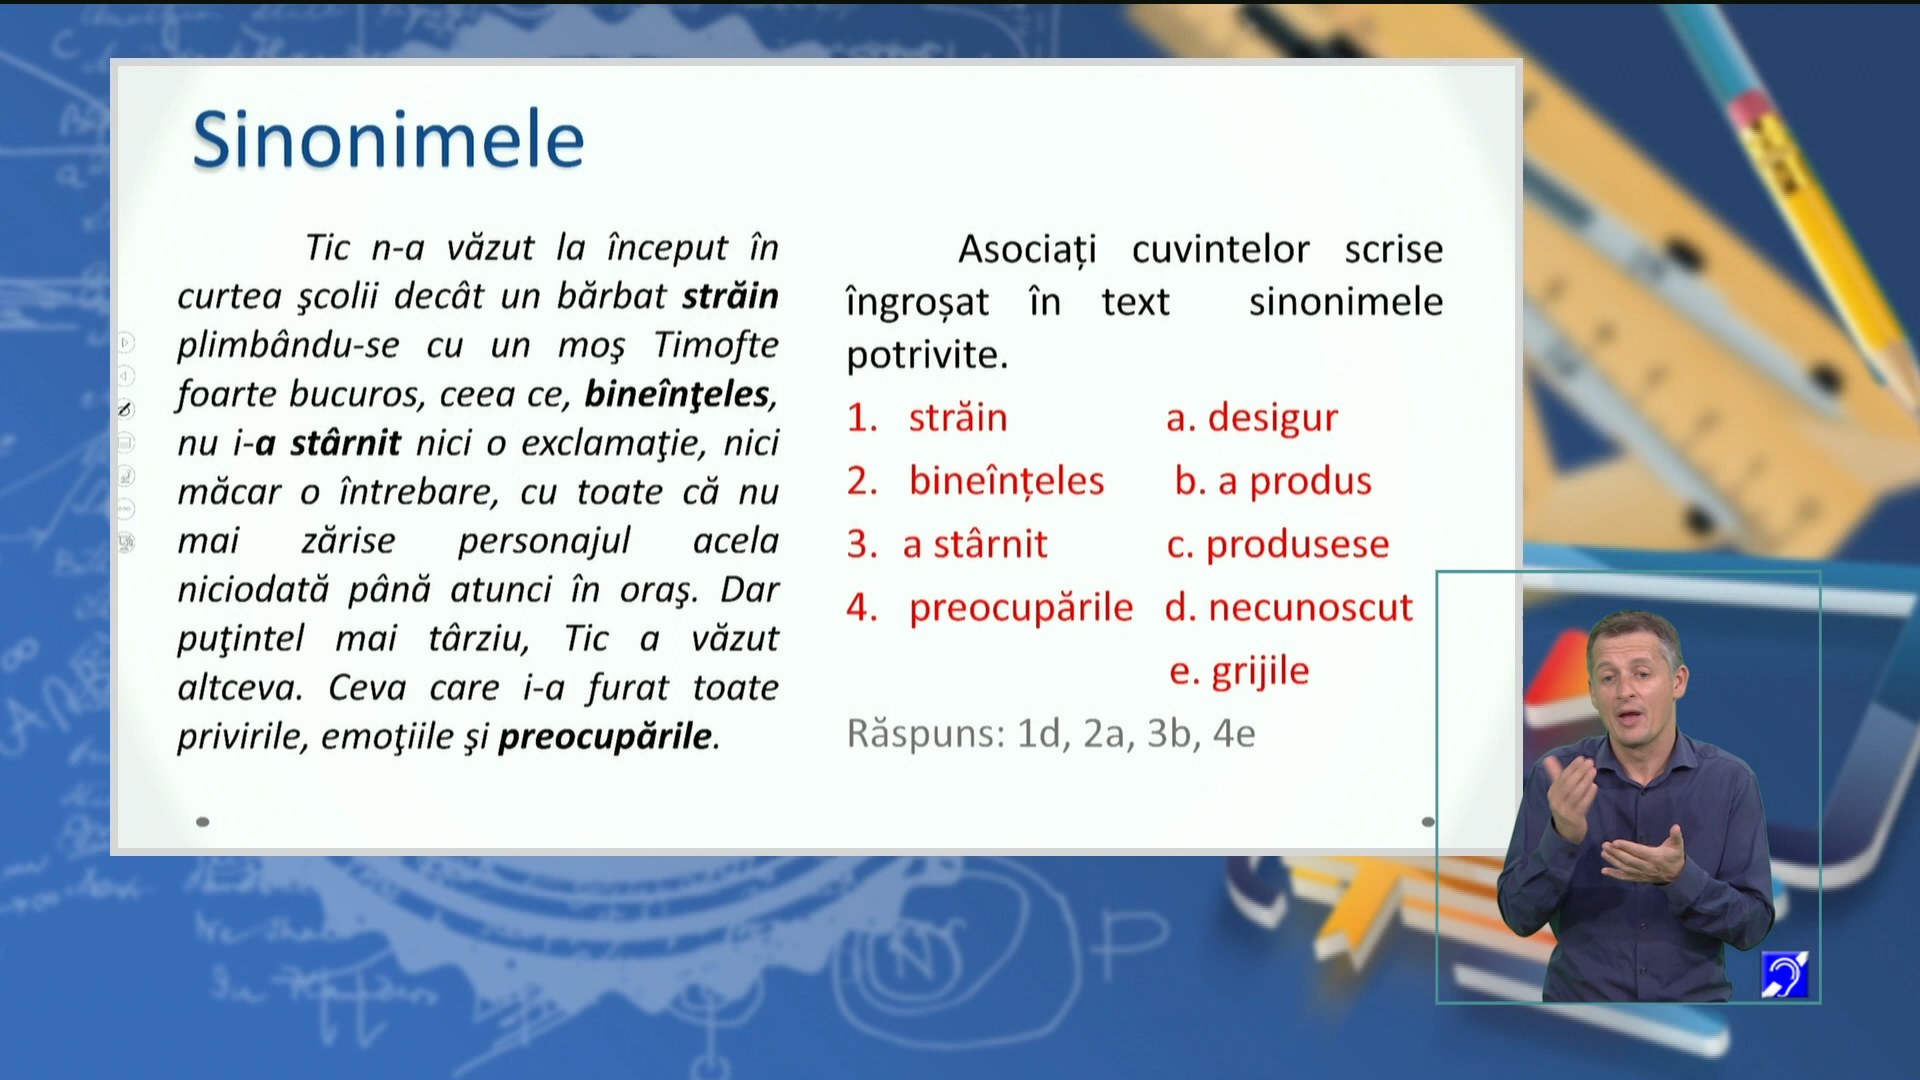 Sinonimele
Tic n-a văzut la început în
curtea şcolii decât un bărbat străin
plimbându-se cu un moş Timofte
foarte bucuros, ceea ce, bineînţeles,
nu i-a stârnit nici o exclamaţie, nici
măcar o întrebare, cu toate că nu
mai zărise personajul acela
niciodată până atunci în oraş. Dar
puţintel mai târziu, Tic a văzut
altceva. Ceva care i-a furat toate
privirile, emoţiile şi preocupările.
Asociați cuvintelor scrise
îngroșat în text sinonimele
potrivite.
1. străin a. desigur
2. bineînțeles b. a produs
3. a stârnit c. produsese
4. preocupările d. necunoscut
e. grijile
Răspuns: 1d, 2a, 3b, 4e
N
P